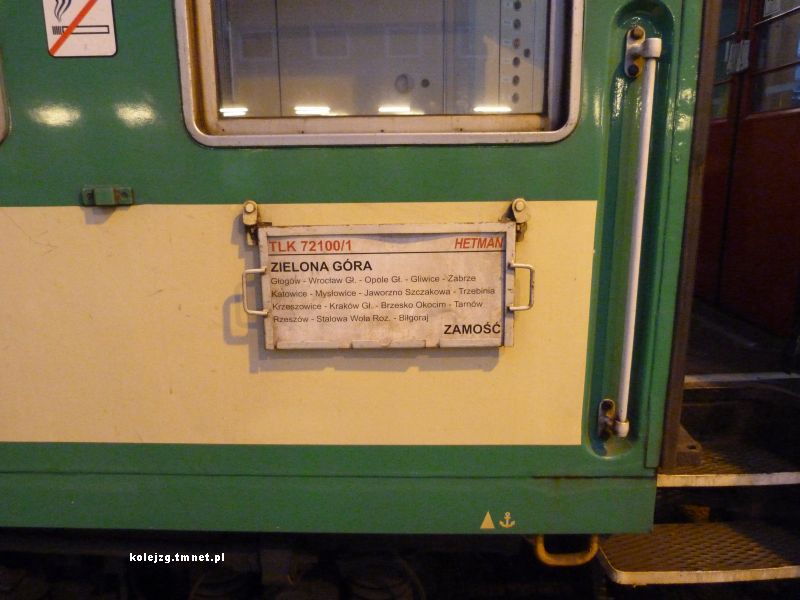 TLK 72100/1 HETMAN
ZIELONA GÓRA
Głogów - Wrocław Gł. - Opole Gł. - Gliwice - Zabrze
Katowice - Mysłowice - Jaworzno Szczakowa - Trzebinia
Krzeszowice - Kraków Gł. - Brzesko Okocim - Tarnów
Rzeszów - Stalowa Wola Roz. - Biłgoraj
ZAMOŚĆ
kolejzg.tmnet.pl